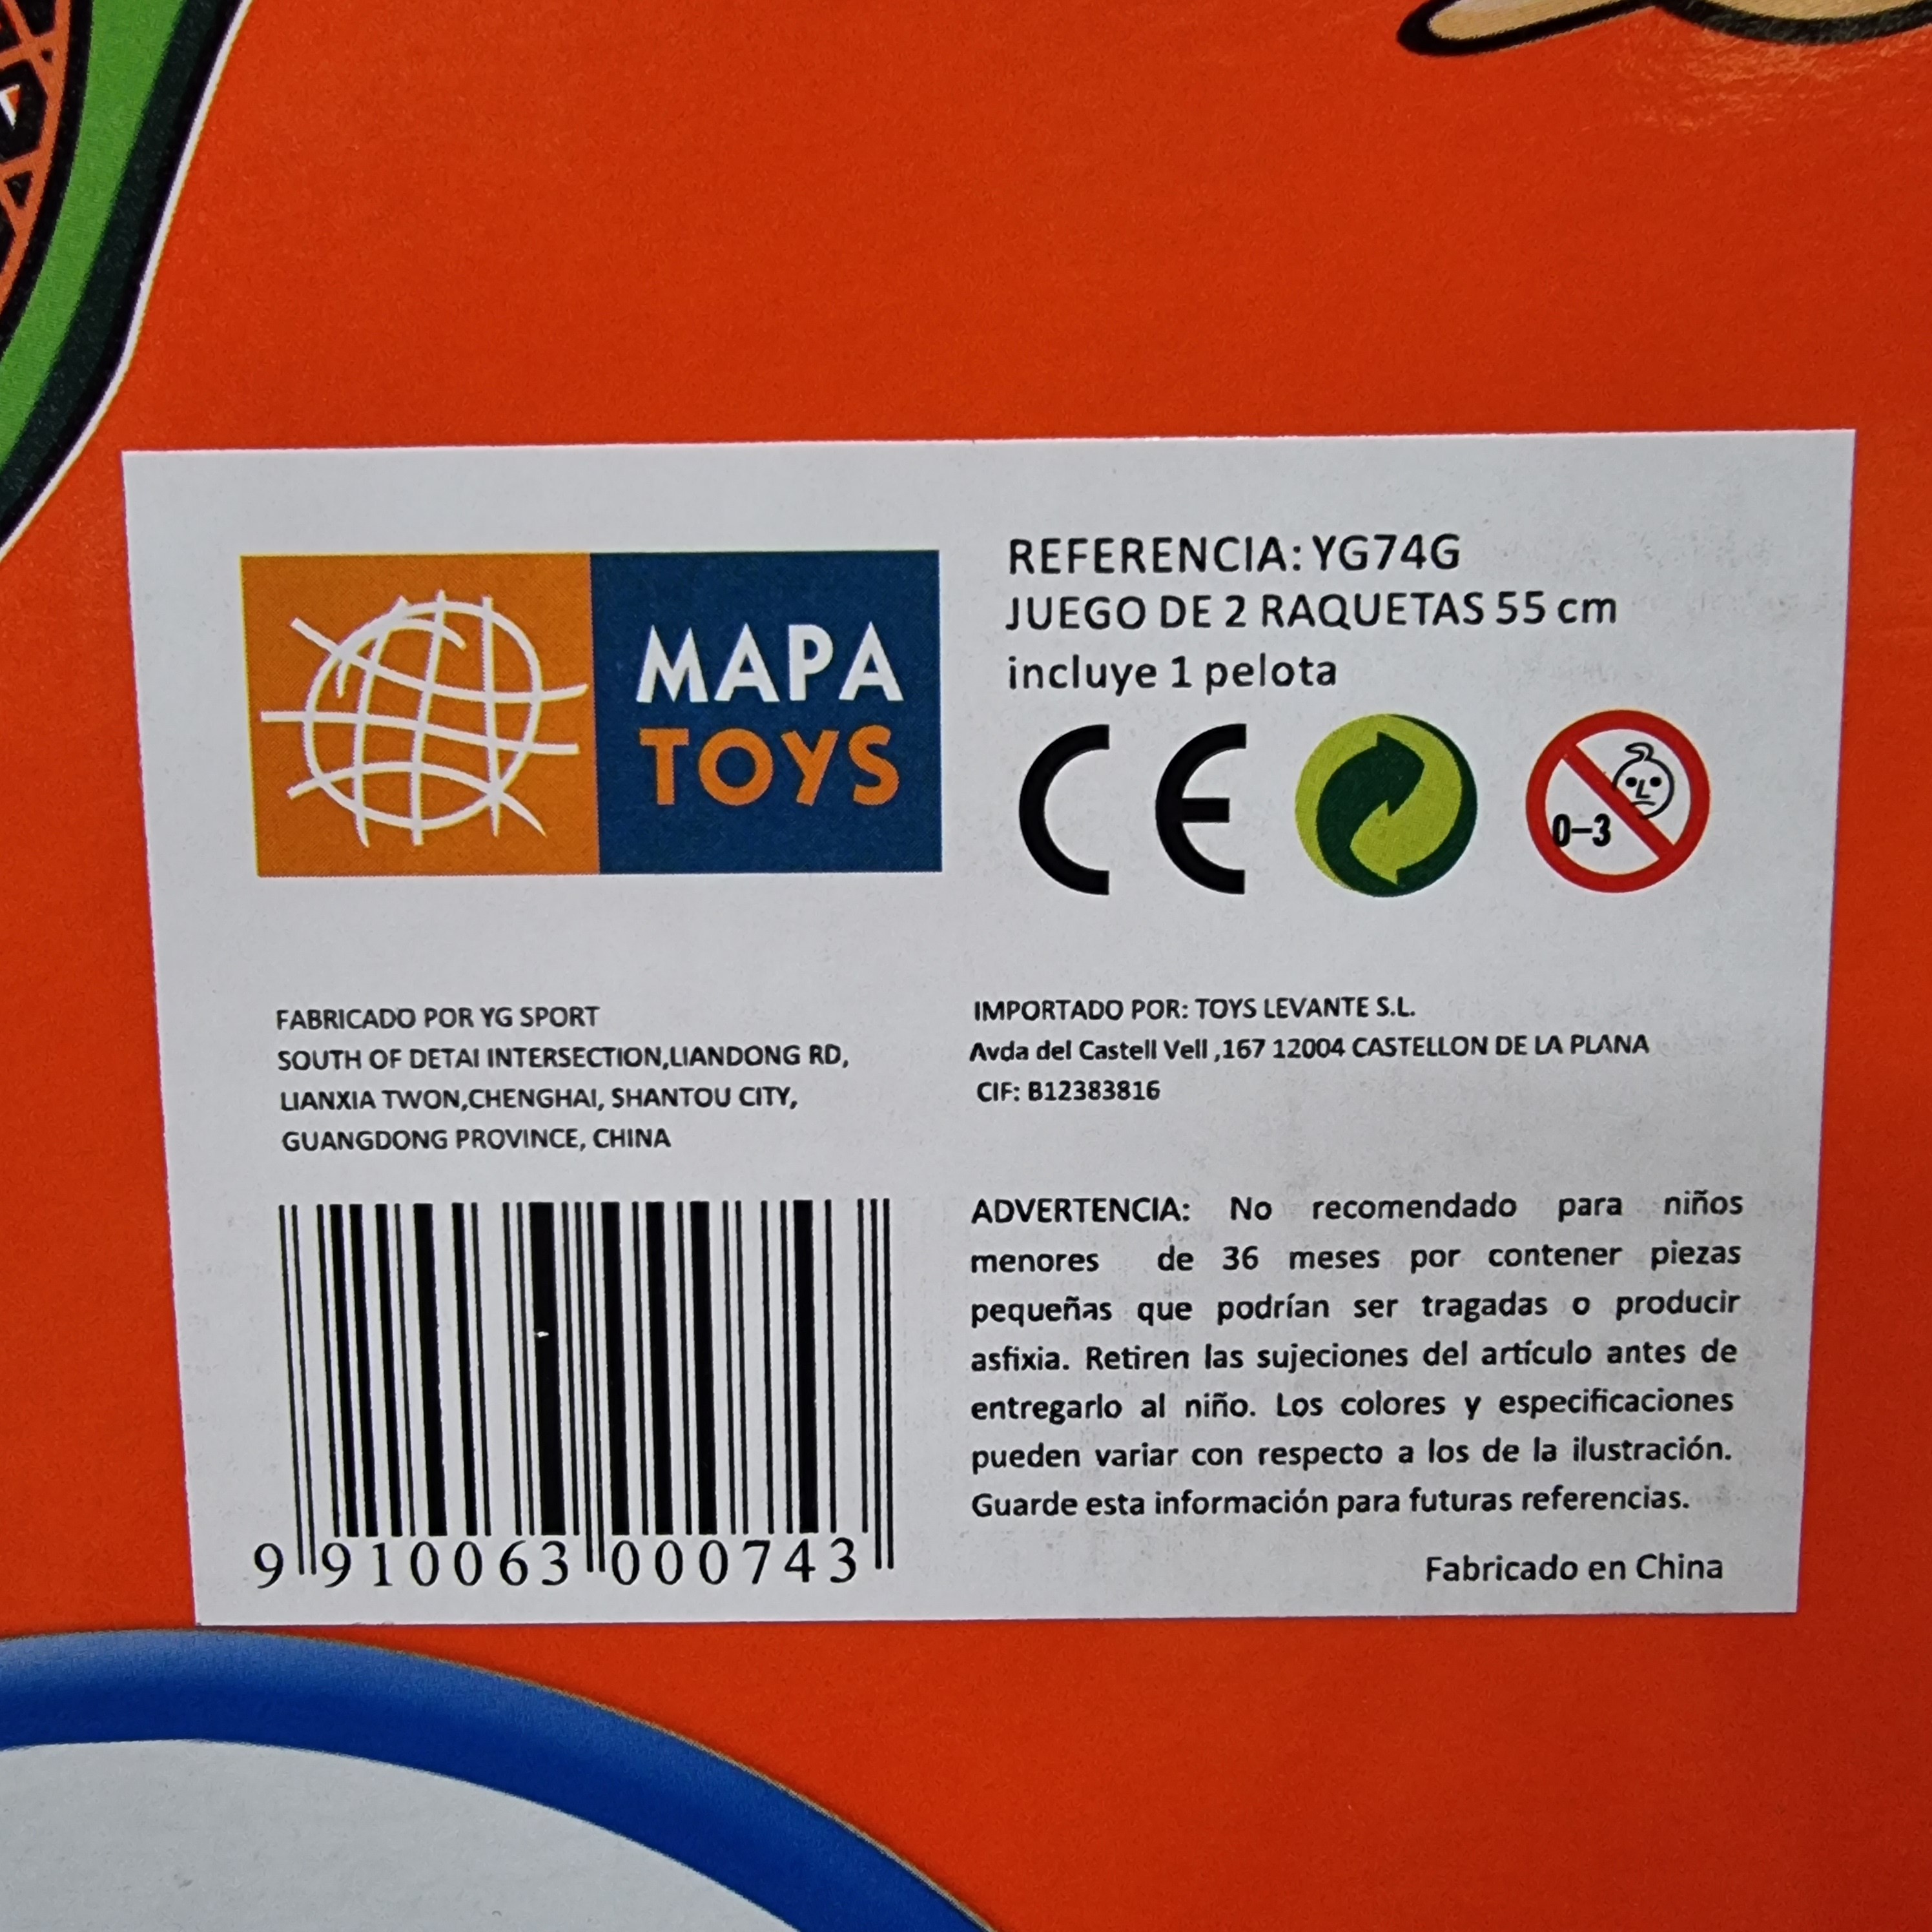 MAPA
TOYS
REFERENCIA: YG74G
JUEGO DE 2 RAQUETAS 55 cm
incluye 1 pelota
CE
0-3
FABRICADO POR YG SPORT
SOUTH OF DETAI INTERSECTION,LIANDONG RD,
LIANXIA TWON,CHENGHAI, SHANTOU CITY,
GUANGDONG PROVINCE, CHINA
IMPORTADO POR: TOYS LEVANTE S.L.
Avda del Castell Vell ,167 12004 CASTELLON DE LA PLANA
CIF: B12383816
ADVERTENCIA: No recomendado para niños
menores de 36 meses por contener piezas
pequeñas que podrían ser tragadas o producir
asfixia. Retiren las sujeciones del artículo antes de
entregarlo al niño. Los colores y especificaciones
pueden variar con respecto a los de la ilustración.
Guarde esta información para futuras referencias.
Fabricado en China
9 910063 000743